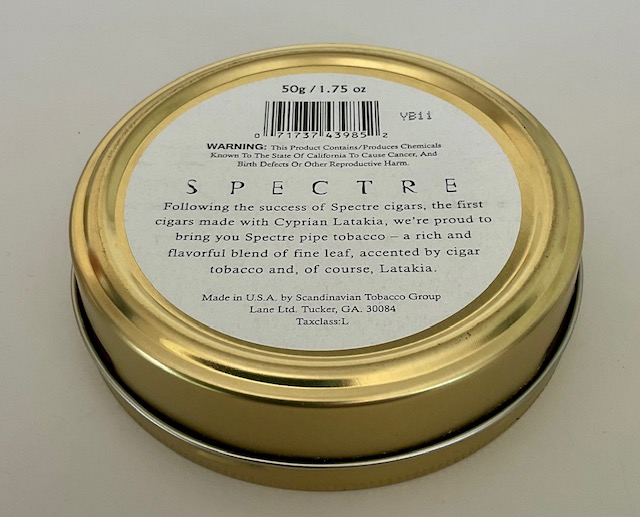 50g / 1.75 oz
0 71737 43985 2
YB11
WARNING: This Product Contains/Produces Chemicals
Known To The State Of California To Cause Cancer, And
Birth Defects Or Other Reproductive Harm.
SPECTRE
Following the success of Spectre cigars, the first
cigars made with Cyprian Latakia, we're proud to
bring you Spectre pipe tobacco – a rich and
flavorful blend of fine leaf, accented by cigar
tobacco and, of course, Latakia.
Made in U.S.A. by Scandinavian Tobacco Group
Lane Ltd. Tucker, GA. 30084
Taxclass:L